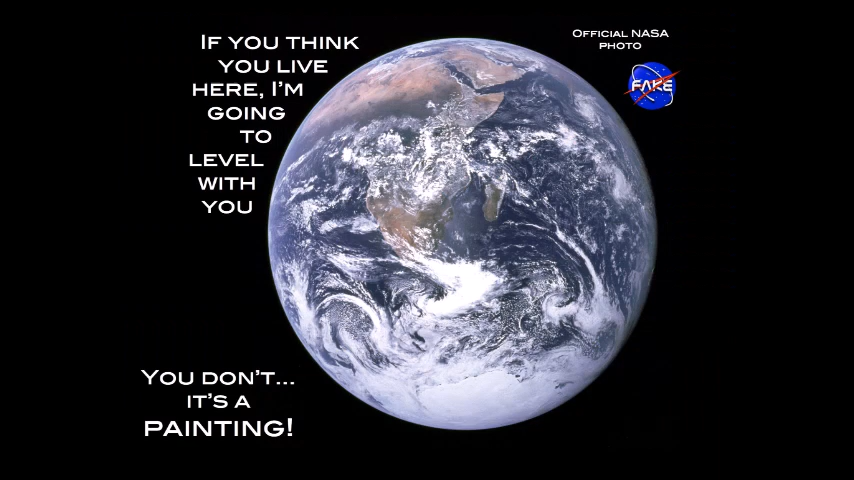 If you think
you live
here, I'm
going
to
level
with
you
Official NASA
photo
FAKE
You don't...
it's a
painting!